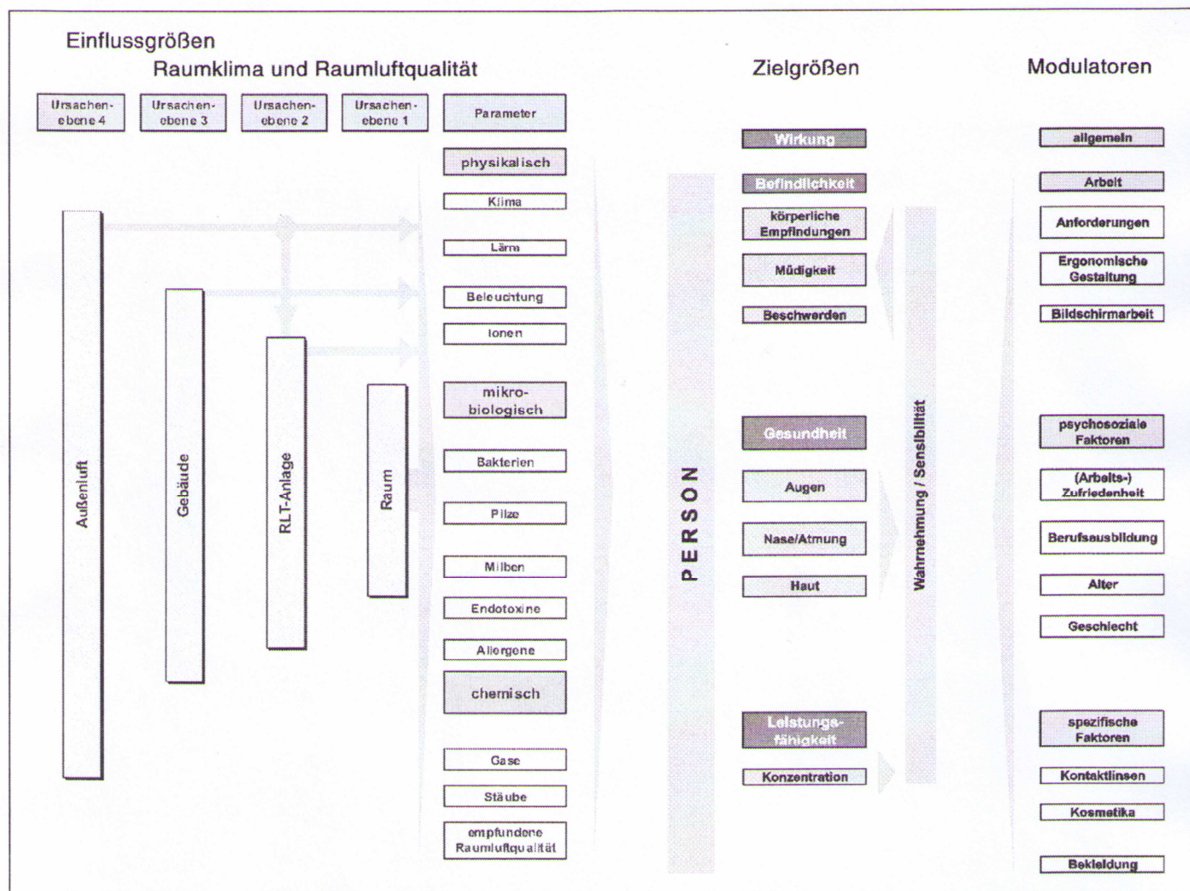 Einflussgrößen
Raumklima und Raumluftqualität
Zielgrößen
Modulatoren
Ursachen-
ebene 4
Ursachen-
ebene 3
Ursachen-
ebene 2
Ursachen-
ebene 1
Parameter
physikalisch
Klima
Lärm
Beleuchtung
Ionen
mikro-
biologisch
Bakterien
Pilze
Milben
Endotoxine
Allergene
chemisch
Gase
Stäube
empfundene
Raumluftqualität
Außenluft
Gebäude
RLT-Anlage
Raum
PERSON
Wirkung
Befindlichkeit
körperliche
Empfindungen
Müdigkeit
Beschwerden
Gesundheit
Augen
Nase/Atmung
Haut
Leistungs-
fähigkeit
Konzentration
Wahrnehmung / Sensibilität
allgemein
Arbeit
Anforderungen
Ergonomische
Gestaltung
Bildschirmarbeit
psychosoziale
Faktoren
(Arbeits-)
Zufriedenheit
Berufsausbildung
Alter
Geschlecht
spezifische
Faktoren
Kontaktlinsen
Kosmetika
Bekleidung